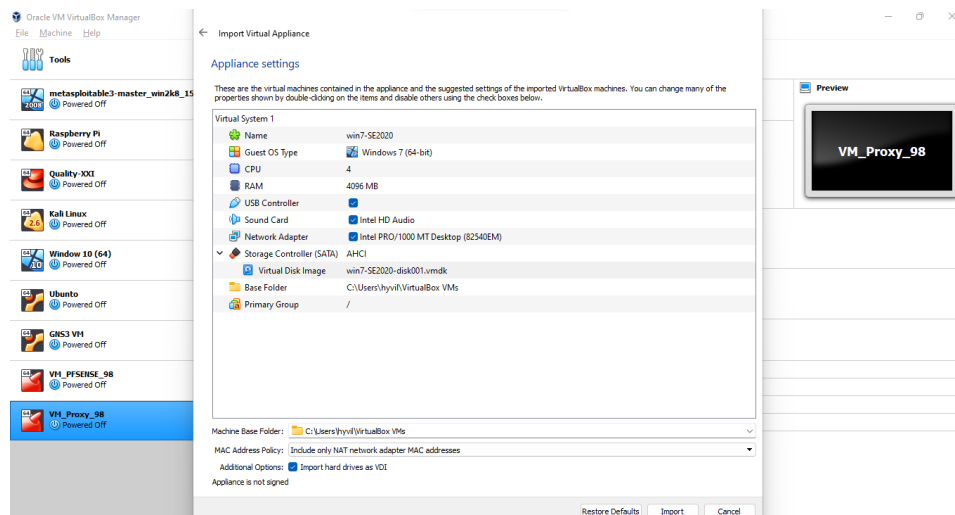 Oracle VM VirtualBox Manager
File Machine Help
Tools
metasploitable3-master_win2k8_15
Powered Off
Raspberry Pi
Powered Off
Quality-XXI
Powered Off
Kali Linux
Powered Off
Window 10 (64)
Powered Off
Ubunto
Powered Off
GNS3 VM
Powered Off
VM_PFSENSE_98
Powered Off
VM_Proxy_98
Powered Off
Import Virtual Appliance
Appliance settings
These are the virtual machines contained in the appliance and the suggested settings of the imported VirtualBox machines. You can change many of the
properties shown by double-clicking on the items and disable others using the check boxes below.
Virtual System 1
Name win7-SE2020
Guest OS Type Windows 7 (64-bit)
CPU 4
RAM 4096 MB
USB Controller
Sound Card Intel HD Audio
Network Adapter Intel PRO/1000 MT Desktop (82540EM)
Storage Controller (SATA) AHCI
Virtual Disk Image win7-SE2020-disk001.vmdk
Base Folder C:\Users\hyvil\VirtualBox VMs
Primary Group /
Machine Base Folder: C:\Users\hyvil\VirtualBox VMs
MAC Address Policy: Include only NAT network adapter MAC addresses
Additional Options: Import hard drives as VDI
Appliance is not signed
Restore Defaults Import Cancel
Preview
VM_Proxy_98